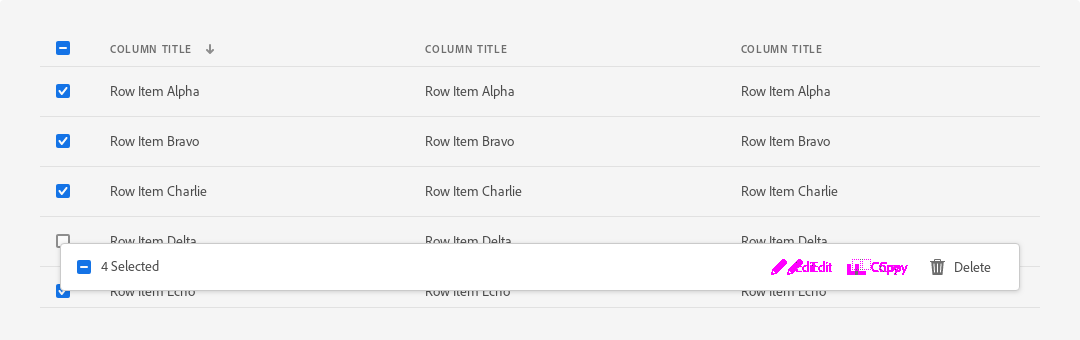 COLUMN TITLE COLUMN TITLE COLUMN TITLE
Row Item Alpha Row Item Alpha Row Item Alpha
Row Item Bravo Row Item Bravo Row Item Bravo
Row Item Charlie Row Item Charlie Row Item Charlie
Row Item Delta Row Item Delta Row Item Delta
4 Selected Edit Copy Delete
Row Item Echo Row Item Echo Row Item Echo